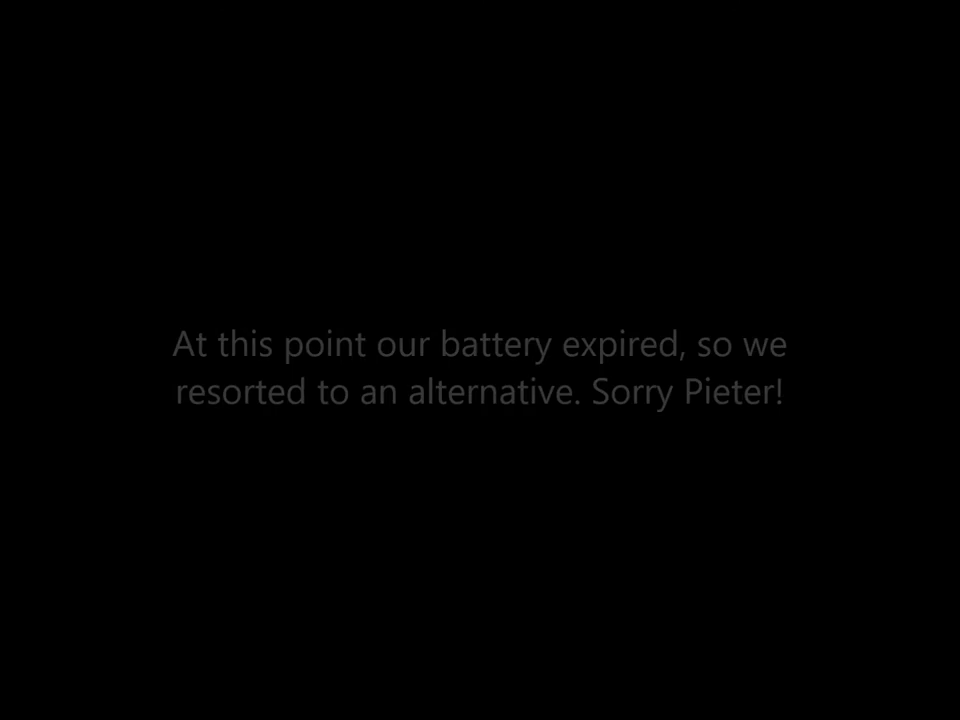 At this point our battery expired, so we
resorted to an alternative. Sorry Pieter!